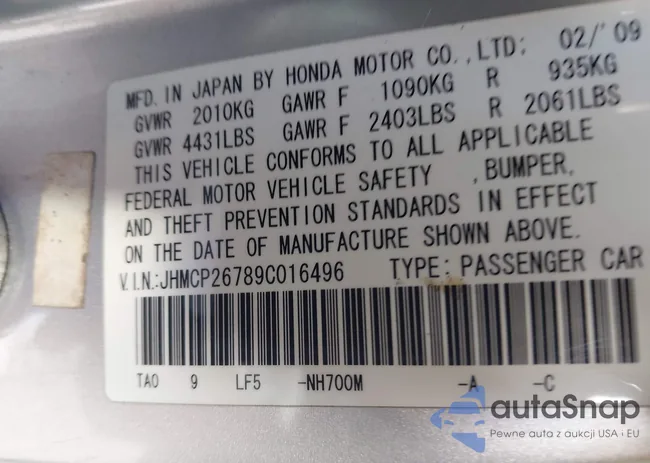 MFD. IN JAPAN BY HONDA MOTOR CO.,LTD: 02/'09
GVWR 2010KG GAWR F 1090KG R 935KG
GVWR 4431LBS GAWR F 2403LBS R 2061LBS
THIS VEHICLE CONFORMS TO ALL APPLICABLE
FEDERAL MOTOR VEHICLE SAFETY ,BUMPER,
AND THEFT PREVENTION STANDARDS IN EFFECT
ON THE DATE OF MANUFACTURE SHOWN ABOVE.
V.I.N.:JHMCP26789C016496 TYPE: PASSENGER CAR
TA0 9 LF5 -NH700M -A -C
autaSnap
Pewne auta z aukcji USA i EU